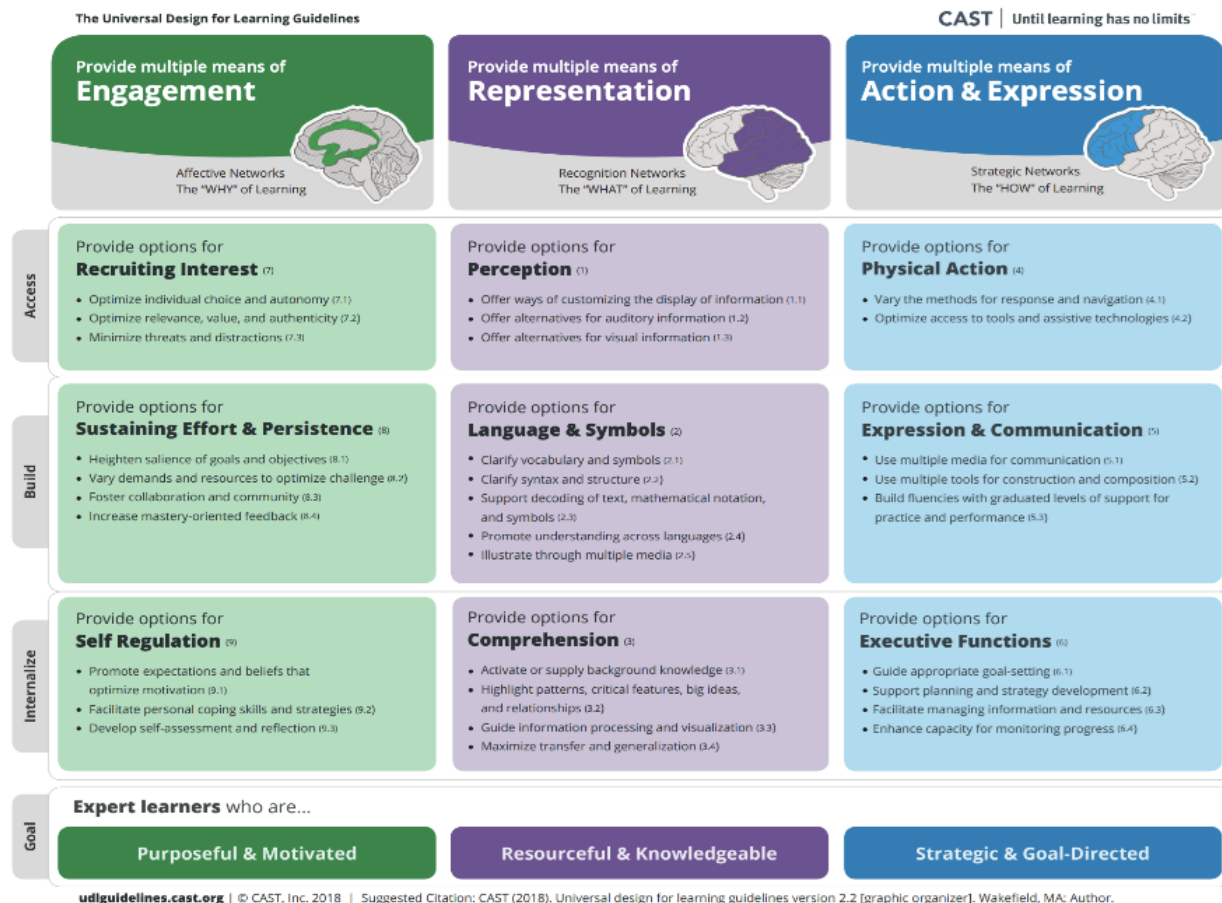 The Universal Design for Learning Guidelines
CAST | Until learning has no limits™
Provide multiple means of
Engagement
Affective Networks
The "WHY" of Learning
Provide multiple means of
Representation
Recognition Networks
The "WHAT" of Learning
Provide multiple means of
Action & Expression
Strategic Networks
The "HOW" of Learning
Access
Provide options for
Recruiting Interest (7)
• Optimize individual choice and autonomy (7.1)
• Optimize relevance, value, and authenticity (7.2)
• Minimize threats and distractions (7.3)
Provide options for
Perception (1)
• Offer ways of customizing the display of information (1.1)
• Offer alternatives for auditory information (1.2)
• Offer alternatives for visual information (1.3)
Provide options for
Physical Action (4)
• Vary the methods for response and navigation (4.1)
• Optimize access to tools and assistive technologies (4.2)
Build
Provide options for
Sustaining Effort & Persistence (8)
• Heighten salience of goals and objectives (8.1)
• Vary demands and resources to optimize challenge (8.2)
• Foster collaboration and community (8.3)
• Increase mastery-oriented feedback (8.4)
Provide options for
Language & Symbols (2)
• Clarify vocabulary and symbols (2.1)
• Clarify syntax and structure (2.2)
• Support decoding of text, mathematical notation,
and symbols (2.3)
• Promote understanding across languages (2.4)
• Illustrate through multiple media (2.5)
Provide options for
Expression & Communication (5)
• Use multiple media for communication (5.1)
• Use multiple tools for construction and composition (5.2)
• Build fluencies with graduated levels of support for
practice and performance (5.3)
Internalize
Provide options for
Self Regulation (9)
• Promote expectations and beliefs that
optimize motivation (9.1)
• Facilitate personal coping skills and strategies (9.2)
• Develop self-assessment and reflection (9.3)
Provide options for
Comprehension (3)
• Activate or supply background knowledge (3.1)
• Highlight patterns, critical features, big ideas,
and relationships (3.2)
• Guide information processing and visualization (3.3)
• Maximize transfer and generalization (3.4)
Provide options for
Executive Functions (6)
• Guide appropriate goal-setting (6.1)
• Support planning and strategy development (6.2)
• Facilitate managing information and resources (6.3)
• Enhance capacity for monitoring progress (6.4)
Goal
Expert learners who are...
Purposeful & Motivated
Resourceful & Knowledgeable
Strategic & Goal-Directed
udlguidelines.cast.org | © CAST, Inc. 2018 | Suggested Citation: CAST (2018). Universal design for learning guidelines version 2.2 [graphic organizer]. Wakefield, MA: Author.